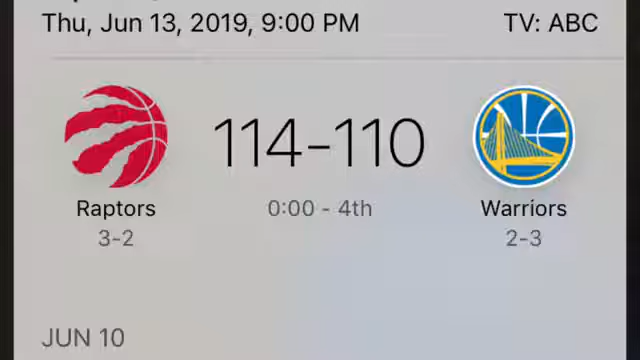 Thu, Jun 13, 2019, 9:00 PM TV: ABC
114-110
Raptors 0:00 - 4th Warriors
3-2 2-3
JUN 10